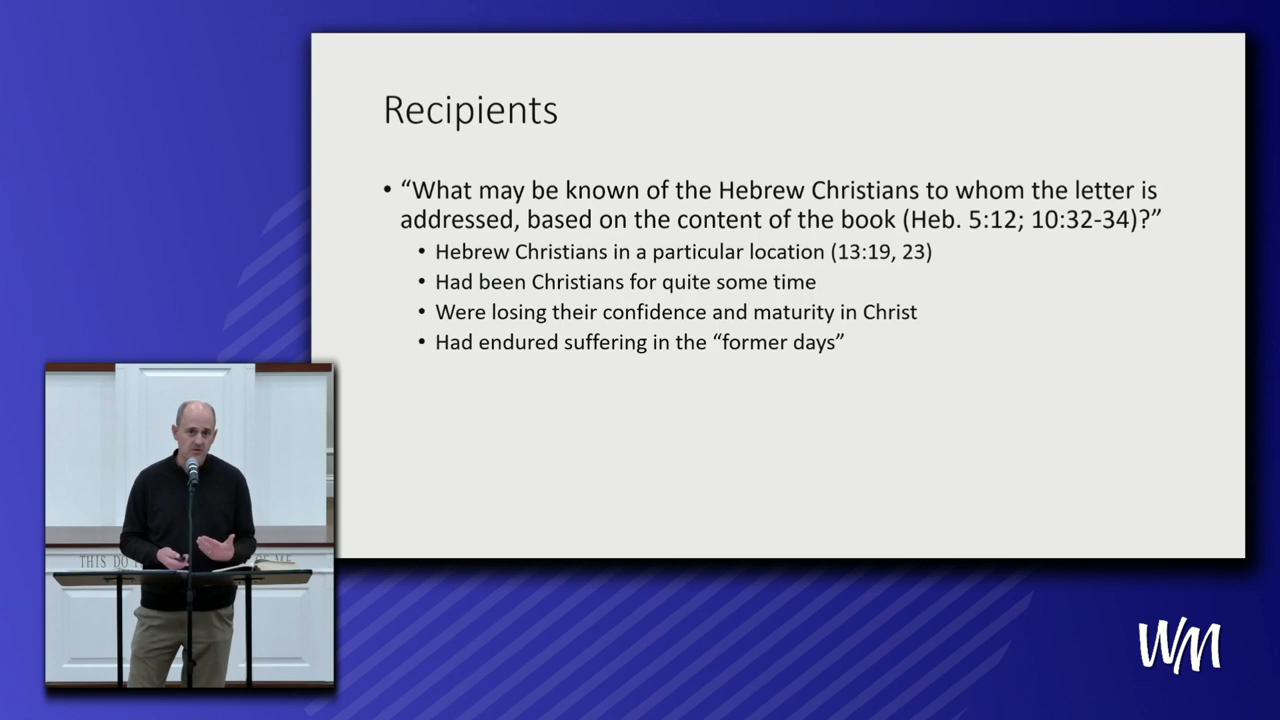 Recipients
• “What may be known of the Hebrew Christians to whom the letter is
addressed, based on the content of the book (Heb. 5:12; 10:32-34)?”
• Hebrew Christians in a particular location (13:19, 23)
• Had been Christians for quite some time
• Were losing their confidence and maturity in Christ
• Had endured suffering in the “former days”
THIS DO OF ME
WM